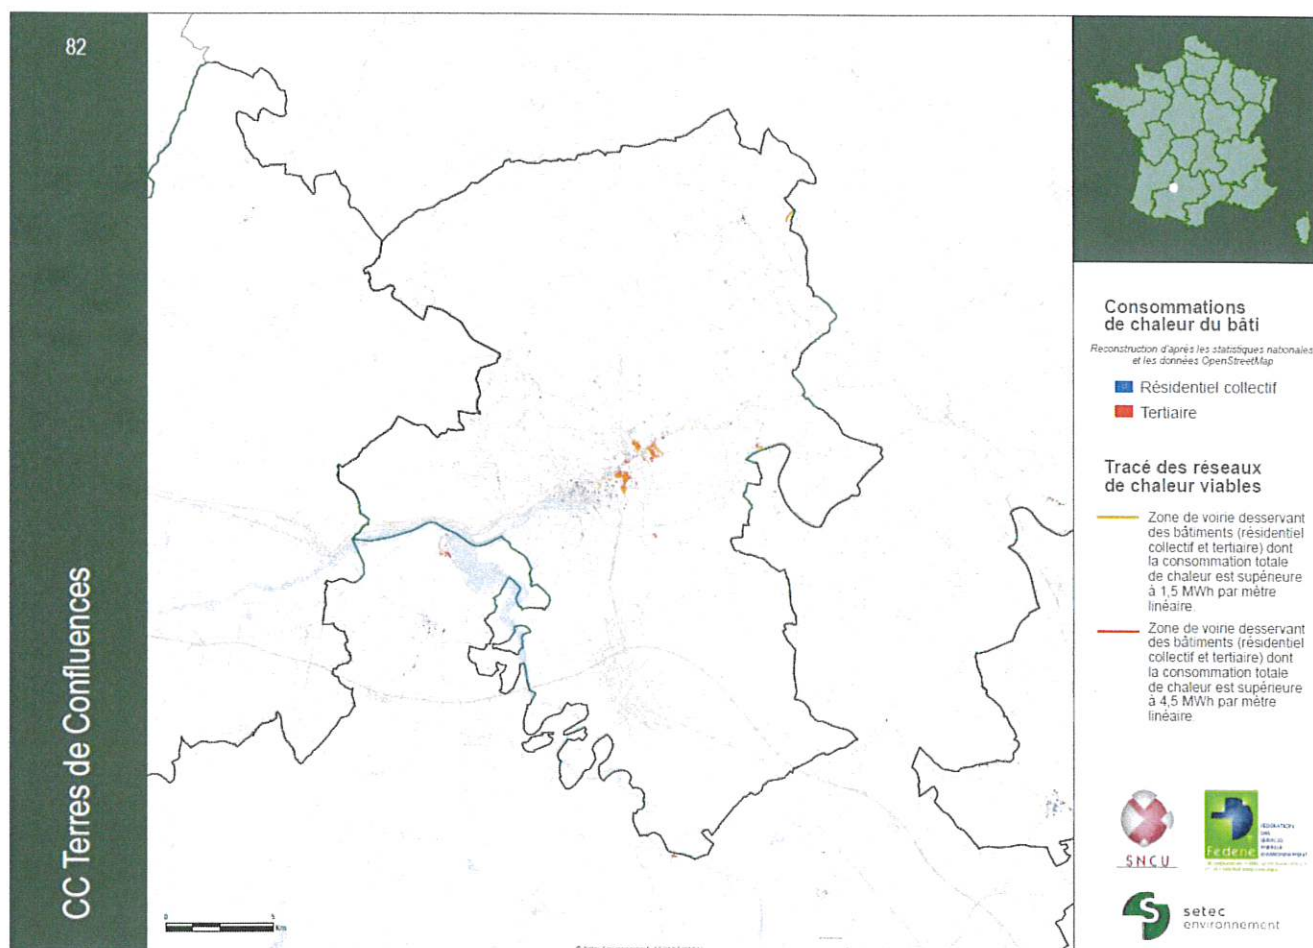 82
CC Terres de Confluences
0
5
Km
Consommations
de chaleur du bâti
Reconstruction d'après les statistiques nationales
et les données OpenStreetMap
Résidentiel collectif
Tertiaire
Tracé des réseaux
de chaleur viables
Zone de voirie desservant
des bâtiments (résidentiel
collectif et tertiaire) dont
la consommation totale
de chaleur est supérieure
à 1,5 MWh par mètre
linéaire.
Zone de voirie desservant
des bâtiments (résidentiel
collectif et tertiaire) dont
la consommation totale
de chaleur est supérieure
à 4,5 MWh par mètre
linéaire
SNCU
Fedene
setec
environnement